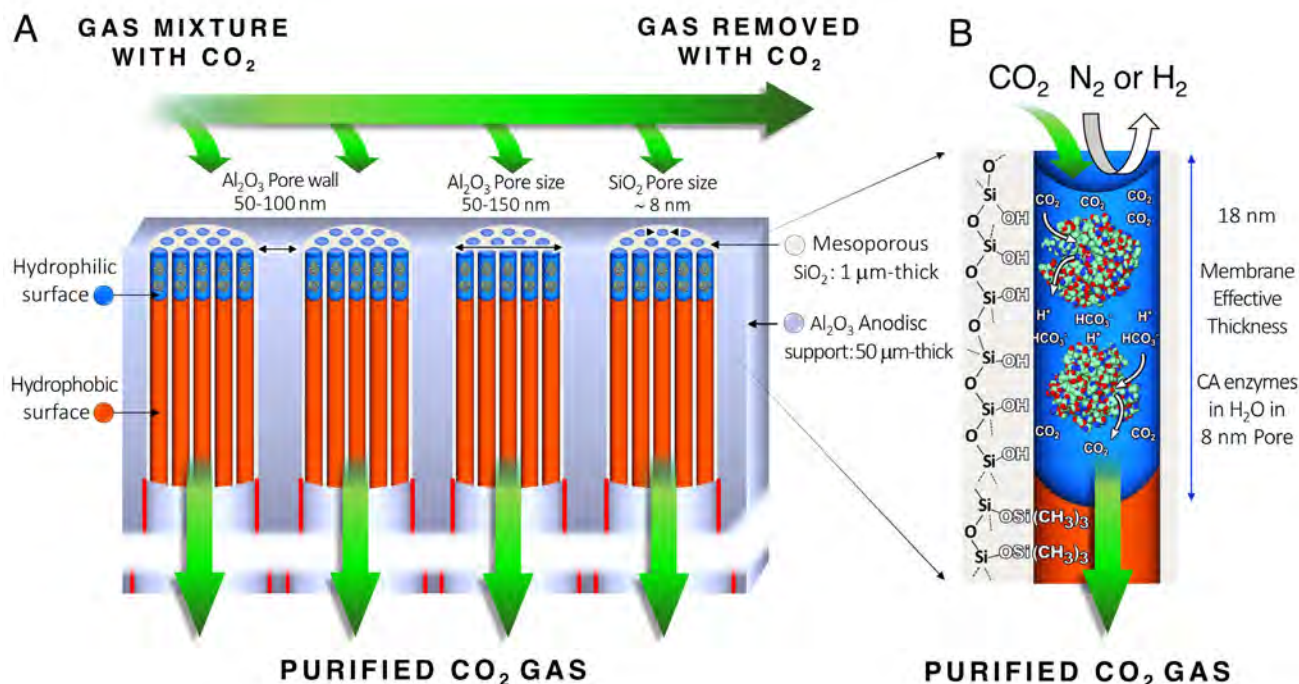 A
GAS MIXTURE
WITH CO₂
GAS REMOVED
WITH CO₂
Al₂O₃ Pore wall
50-100 nm
Al₂O₃ Pore size
50-150 nm
SiO₂ Pore size
~ 8 nm
Hydrophilic
surface
Hydrophobic
surface
Mesoporous
SiO₂: 1 μm-thick
Al₂O₃ Anodisc
support:50 μm-thick
PURIFIED CO₂ GAS
B
CO₂ N₂ or H₂
O
Si
OH
O
Si
OH
O
Si
OH
O
Si
O
Si
OH
O
Si
OH
Si
OSi(CH₃)₃
O
Si
OSi(CH₃)₃
CO₂ CO₂ CO₂
CO₂
H⁺ HCO₃⁻ H⁺
HCO₃⁻ H⁺ HCO₃⁻
CO₂ CO₂
CO₂
18 nm
Membrane
Effective
Thickness
CA enzymes
in H₂O in
8 nm Pore
PURIFIED CO₂ GAS